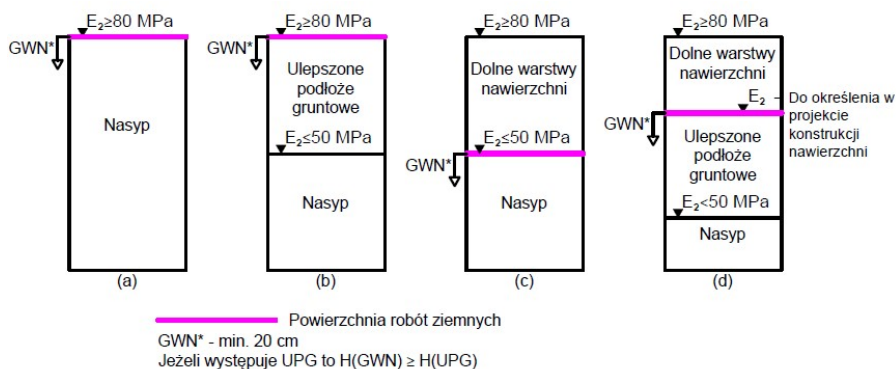 E₂≥80 MPa
GWN*
Nasyp
(a)
E₂≥80 MPa
GWN*
Ulepszone
podłoże
gruntowe
E₂≤50 MPa
Nasyp
(b)
E₂≥80 MPa
Dolne warstwy
nawierzchni
E₂≤50 MPa
GWN*
Nasyp
(c)
E₂≥80 MPa
Dolne warstwy
nawierzchni
E₂ – Do określenia w
projekcie
konstrukcji
nawierzchni
GWN*
Ulepszone
podłoże
gruntowe
E₂<50 MPa
Nasyp
(d)
Powierzchnia robót ziemnych
GWN* - min. 20 cm
Jeżeli występuje UPG to H(GWN) ≥ H(UPG)